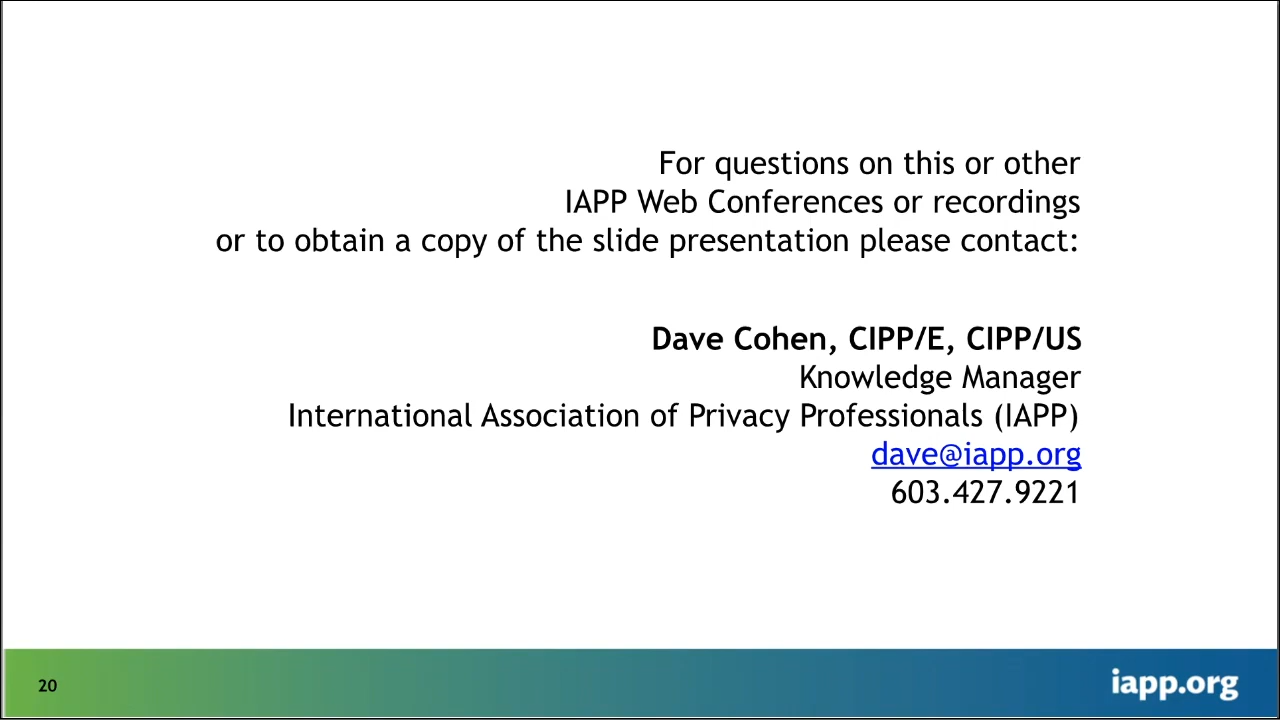 For questions on this or other
IAPP Web Conferences or recordings
or to obtain a copy of the slide presentation please contact:
Dave Cohen, CIPP/E, CIPP/US
Knowledge Manager
International Association of Privacy Professionals (IAPP)
dave@iapp.org
603.427.9221
20
iapp.org